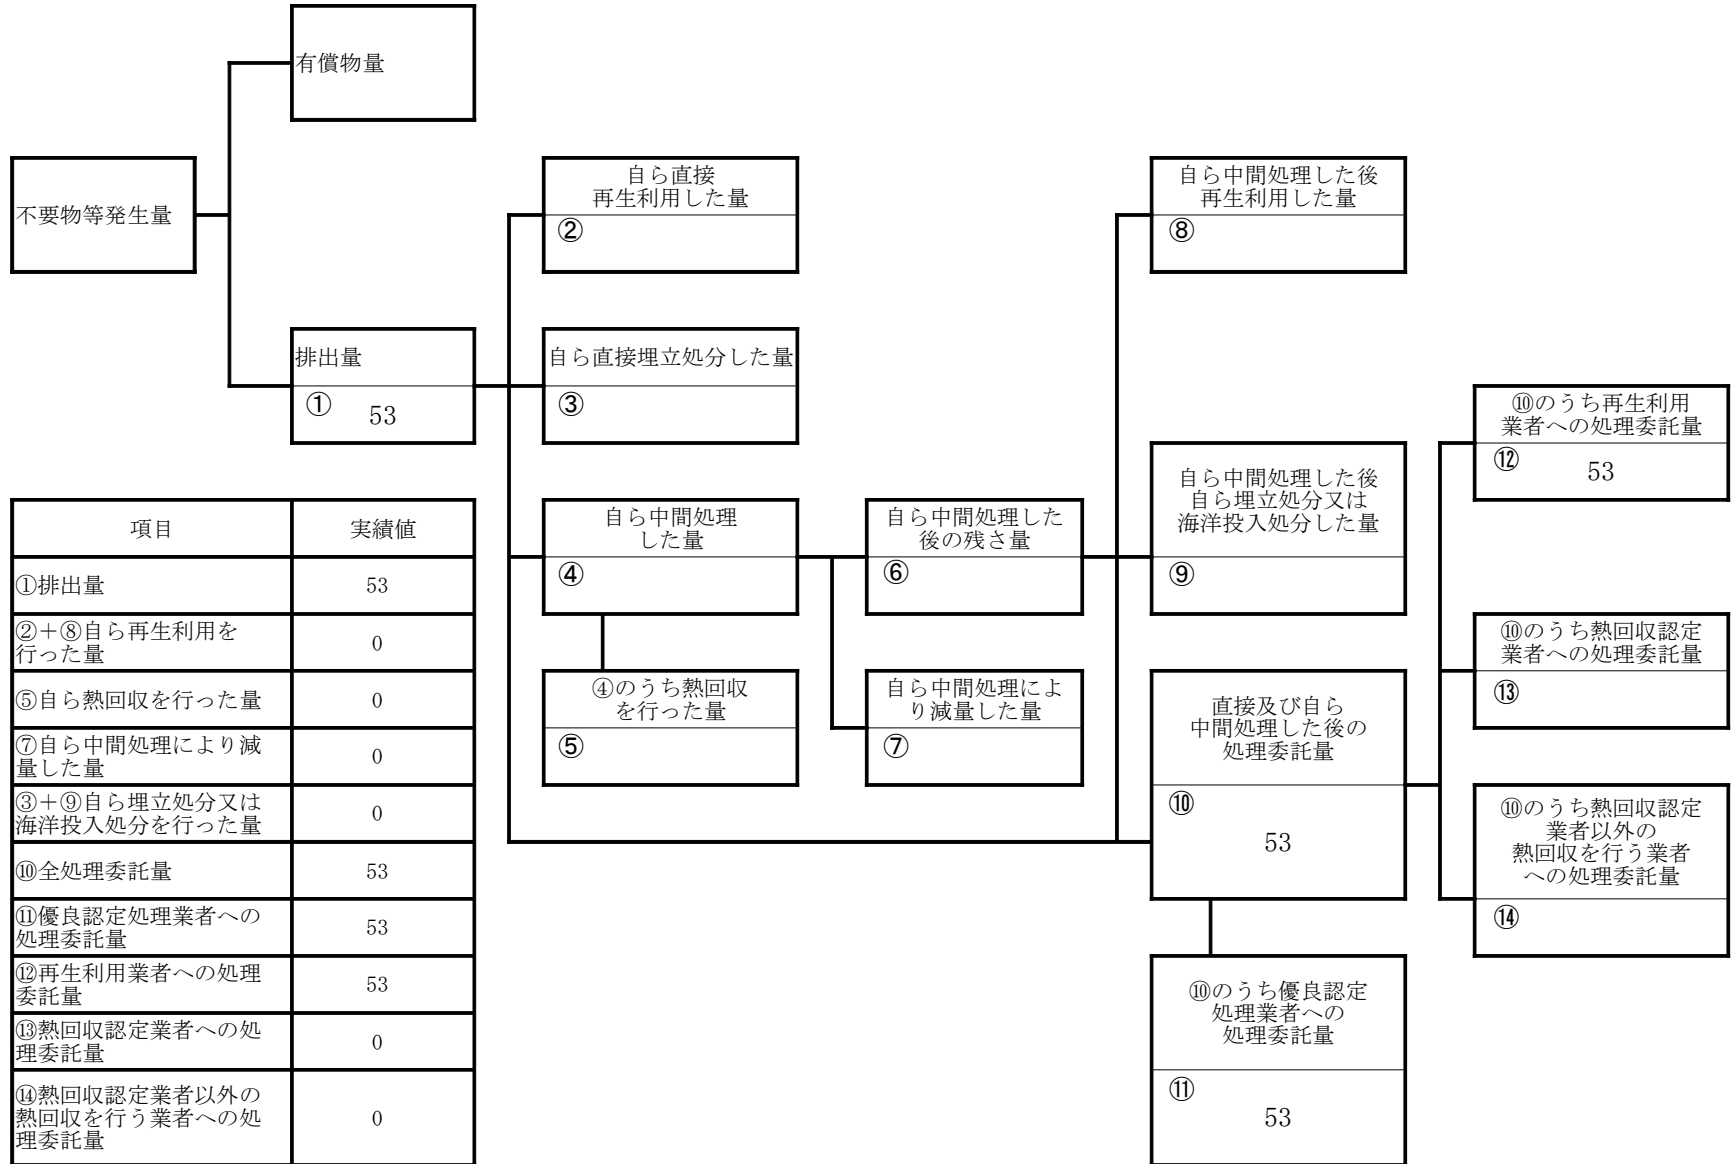 有償物量
不要物等発生量
自ら直接
再生利用した量
②
自ら中間処理した後
再生利用した量
⑧
排出量
①
53
自ら直接埋立処分した量
③
⑩のうち再生利用
業者への処理委託量
⑫
53
自ら中間処理
した量
④
自ら中間処理した
後の残さ量
⑥
自ら中間処理した後
自ら埋立処分又は
海洋投入処分した量
⑨
④のうち熱回収
を行った量
⑤
自ら中間処理によ
り減量した量
⑦
直接及び自ら
中間処理した後の
処理委託量
⑩
53
⑩のうち熱回収認定
業者への処理委託量
⑬
⑩のうち熱回収認定
業者以外の
熱回収を行う業者
への処理委託量
⑭
⑩のうち優良認定
処理業者への
処理委託量
⑪
53
項目 実績値
①排出量 53
②＋⑧自ら再生利用を
行った量 0
⑤自ら熱回収を行った量 0
⑦自ら中間処理により減
量した量 0
③＋⑨自ら埋立処分又は
海洋投入処分を行った量 0
⑩全処理委託量 53
⑪優良認定処理業者への
処理委託量 53
⑫再生利用業者への処理
委託量 53
⑬熱回収認定業者への処
理委託量 0
⑭熱回収認定業者以外の
熱回収を行う業者への処
理委託量 0